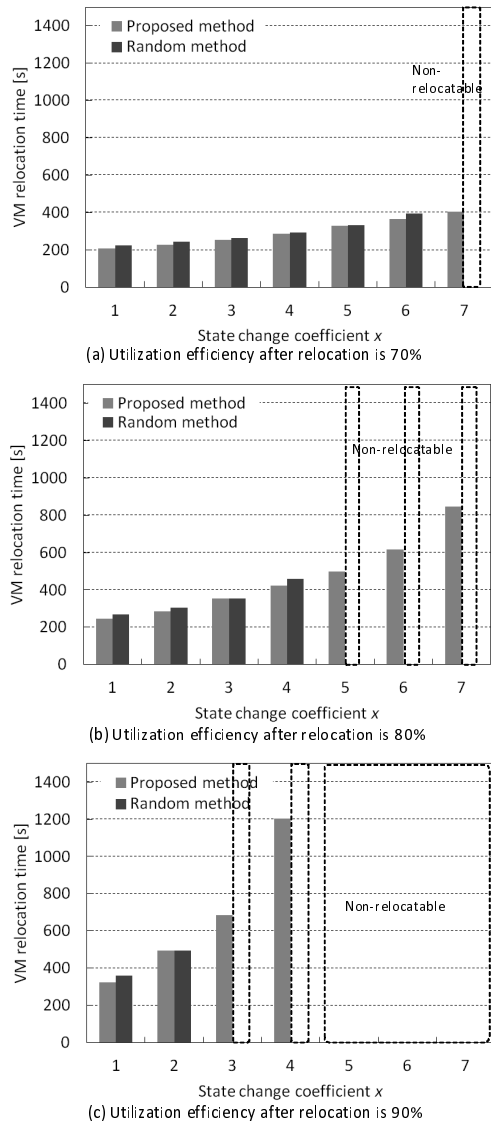 1400
Proposed method
Random method
1200
Non-
relocatable
1000
800
600
400
200
0
VM relocation time [s]
1 2 3 4 5 6 7
State change coefficient x
(a) Utilization efficiency after relocation is 70%
1400
Proposed method
Random method
1200
Non-relocatable
1000
800
600
400
200
0
VM relocation time [s]
1 2 3 4 5 6 7
State change coefficient x
(b) Utilization efficiency after relocation is 80%
1400
Proposed method
Random method
1200
1000
800
Non-relocatable
600
400
200
0
VM relocation time [s]
1 2 3 4 5 6 7
State change coefficient x
(c) Utilization efficiency after relocation is 90%